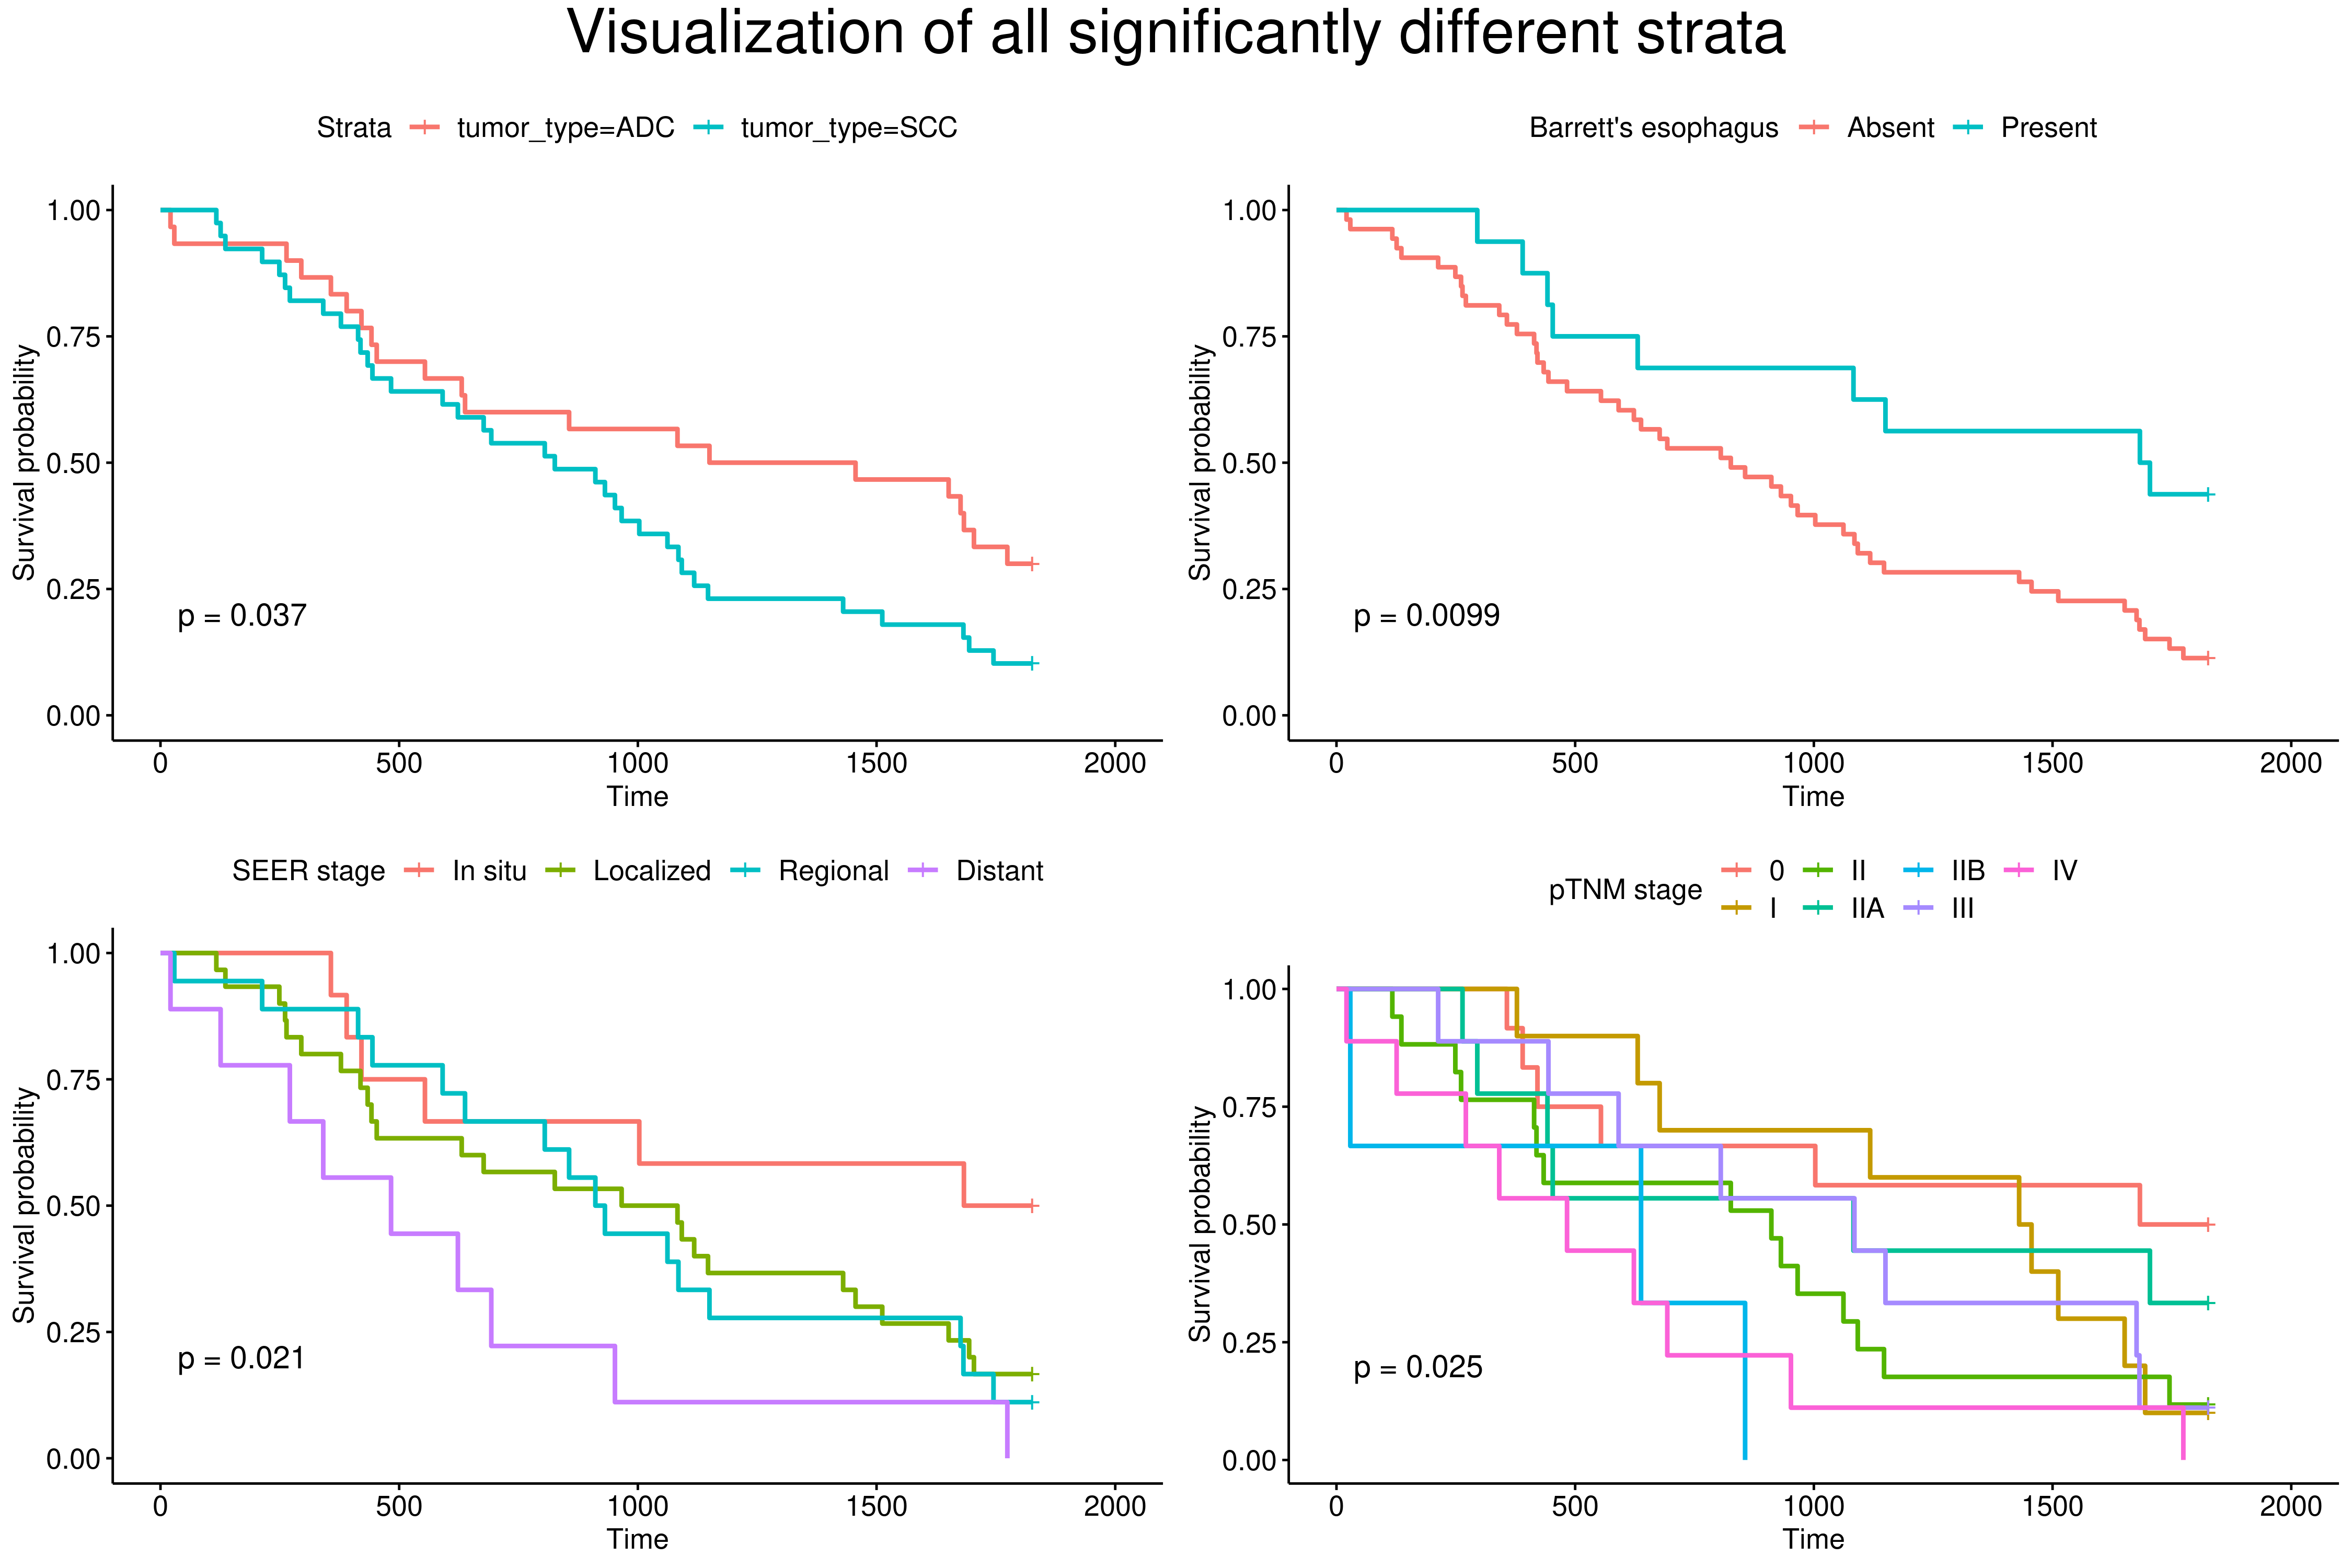 Visualization of all significantly different strata
Strata tumor_type=ADC tumor_type=SCC
Survival probability
1.00
0.75
0.50
0.25
0.00
p = 0.037
0 500 1000 1500 2000
Time
Barrett's esophagus Absent Present
Survival probability
1.00
0.75
0.50
0.25
0.00
p = 0.0099
0 500 1000 1500 2000
Time
SEER stage In situ Localized Regional Distant
Survival probability
1.00
0.75
0.50
0.25
0.00
p = 0.021
0 500 1000 1500 2000
Time
pTNM stage
0 II IIB IV
I IIA III
Survival probability
1.00
0.75
0.50
0.25
0.00
p = 0.025
0 500 1000 1500 2000
Time